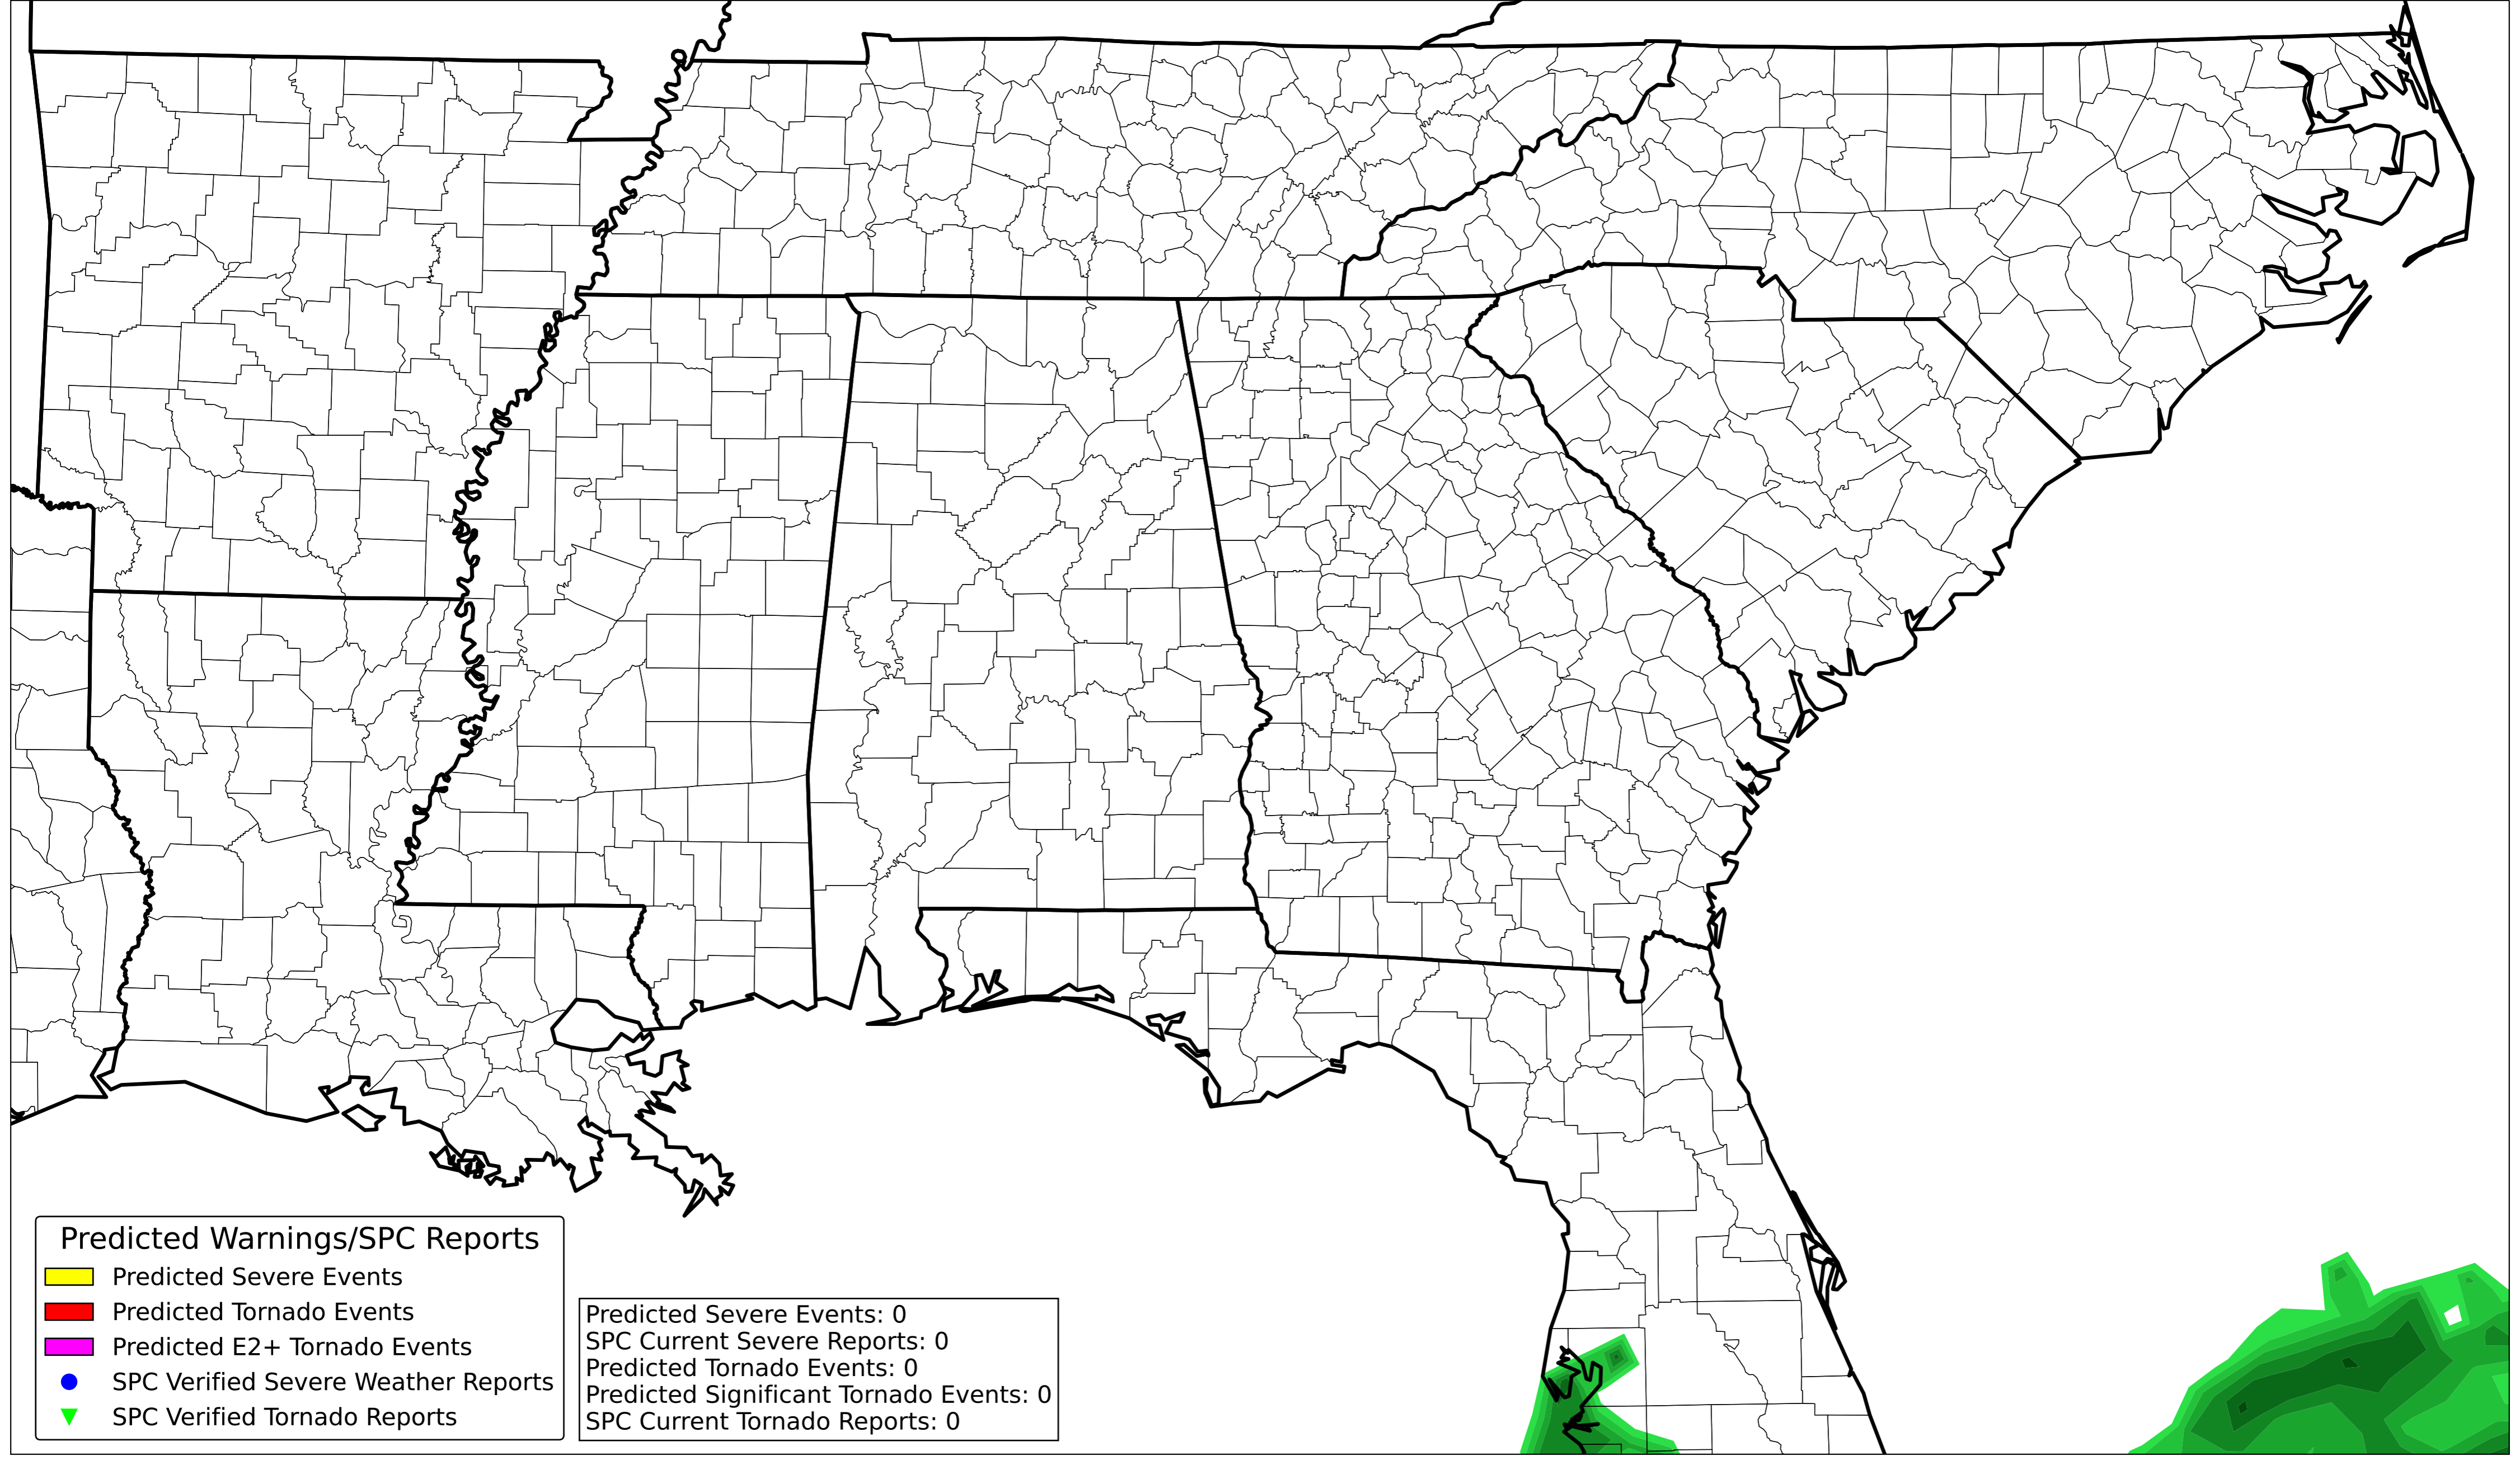 Predicted Warnings/SPC Reports
Predicted Severe Events
Predicted Tornado Events
Predicted E2+ Tornado Events
SPC Verified Severe Weather Reports
SPC Verified Tornado Reports
Predicted Severe Events: 0
SPC Current Severe Reports: 0
Predicted Tornado Events: 0
Predicted Significant Tornado Events: 0
SPC Current Tornado Reports: 0